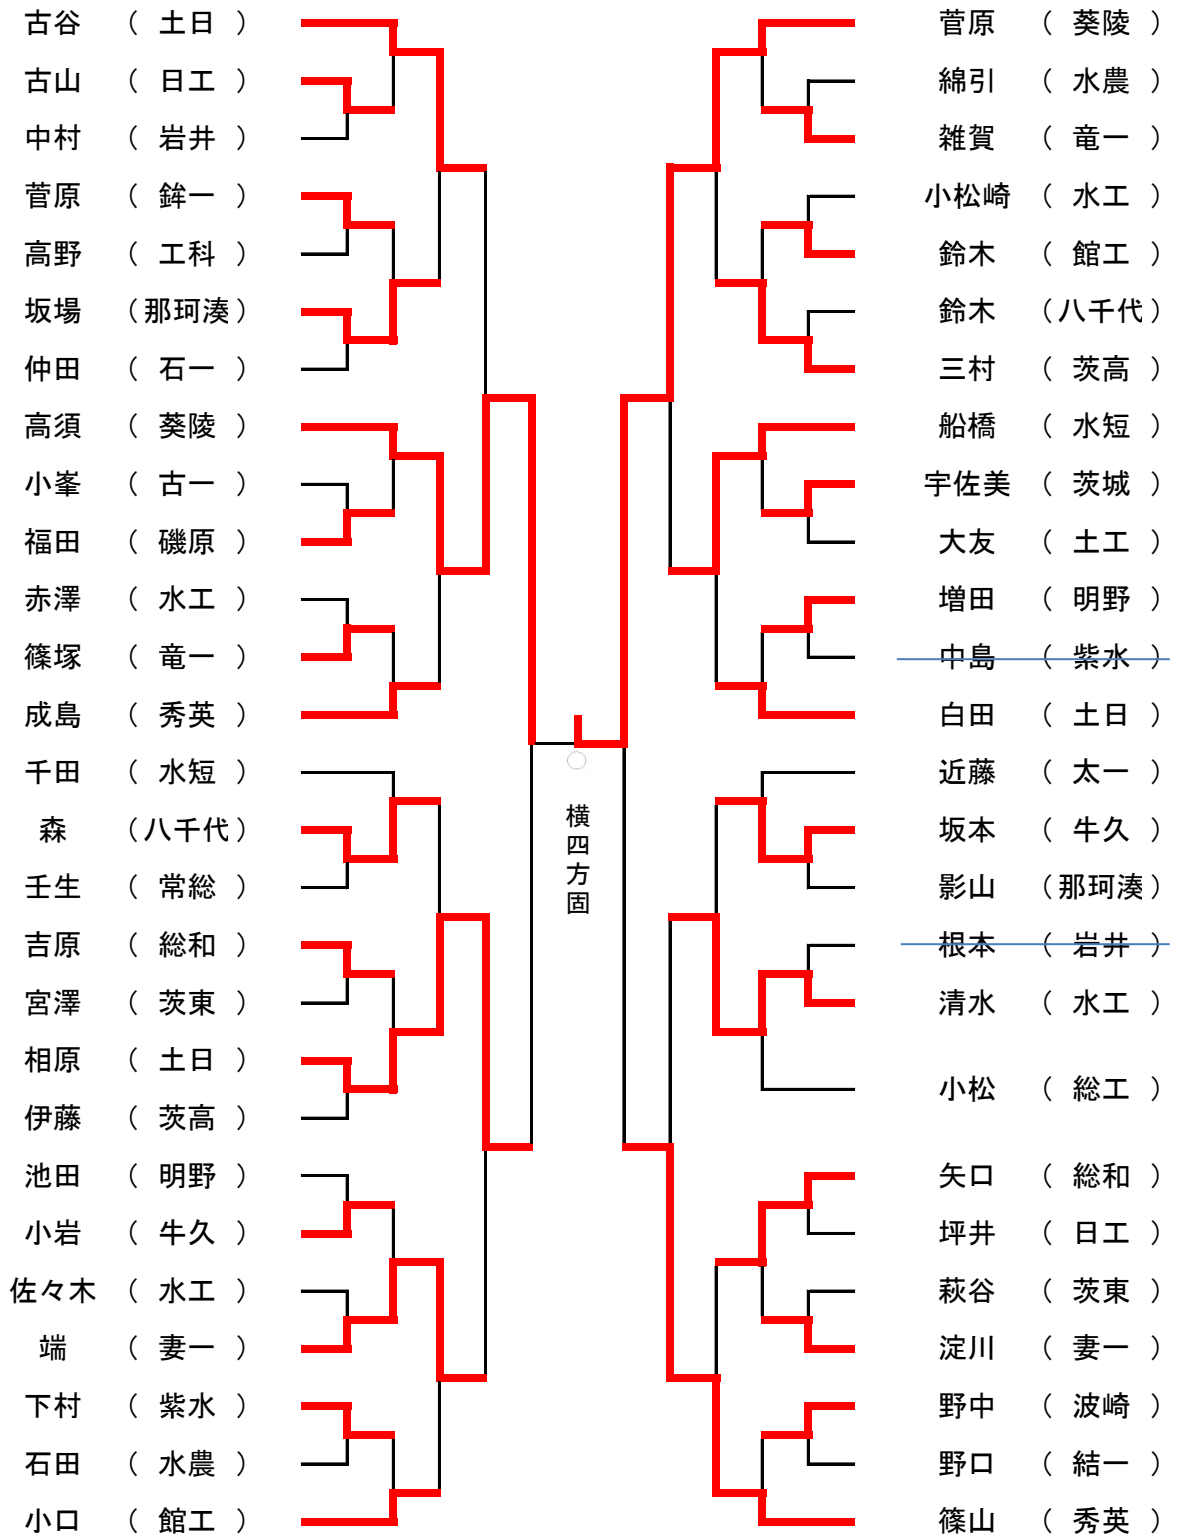 古谷 （ 土日 ）
古山 （ 日工 ）
中村 （ 岩井 ）
菅原 （ 鉾一 ）
高野 （ 工科 ）
坂場 （那珂湊）
仲田 （ 石一 ）
高須 （ 葵陵 ）
小峯 （ 古一 ）
福田 （ 磯原 ）
赤澤 （ 水工 ）
篠塚 （ 竜一 ）
成島 （ 秀英 ）
千田 （ 水短 ）
森 （八千代）
壬生 （ 常総 ）
吉原 （ 総和 ）
宮澤 （ 茨東 ）
相原 （ 土日 ）
伊藤 （ 茨高 ）
池田 （ 明野 ）
小岩 （ 牛久 ）
佐々木 （ 水工 ）
端 （ 妻一 ）
下村 （ 紫水 ）
石田 （ 水農 ）
小口 （ 館工 ）
横四方固
菅原 （ 葵陵 ）
綿引 （ 水農 ）
雑賀 （ 竜一 ）
小松崎 （ 水工 ）
鈴木 （ 館工 ）
鈴木 （八千代）
三村 （ 茨高 ）
船橋 （ 水短 ）
宇佐美 （ 茨城 ）
大友 （ 土工 ）
増田 （ 明野 ）
中島 （ 紫水 ）
白田 （ 土日 ）
近藤 （ 太一 ）
坂本 （ 牛久 ）
影山 （那珂湊）
根本 （ 岩井 ）
清水 （ 水工 ）
小松 （ 総工 ）
矢口 （ 総和 ）
坪井 （ 日工 ）
萩谷 （ 茨東 ）
淀川 （ 妻一 ）
野中 （ 波崎 ）
野口 （ 結一 ）
篠山 （ 秀英 ）